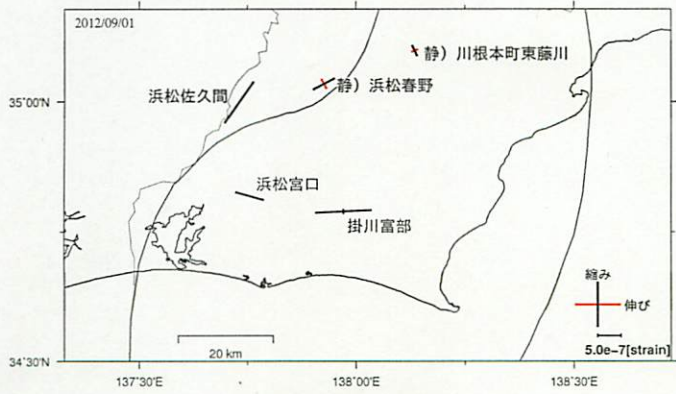 2012/09/01
静）川根本町東藤川
浜松佐久間
静）浜松春野
35°00'N
浜松宮口
掛川富部
縮み
伸び
5.0e-7[strain]
20 km
34°30'N
137°30'E
138°00'E
138°30'E